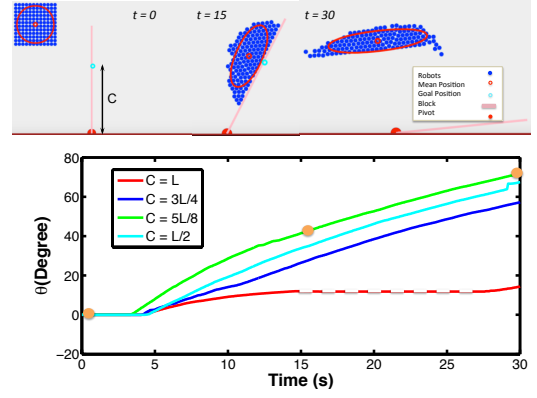 t = 0
t = 15
t = 30
C
Robots
Mean Position
Goal Position
Block
Pivot
80
60
40
20
0
−20
θ(Degree)
C = L
C = 3L/4
C = 5L/8
C = L/2
0
5
10
15
20
25
30
Time (s)